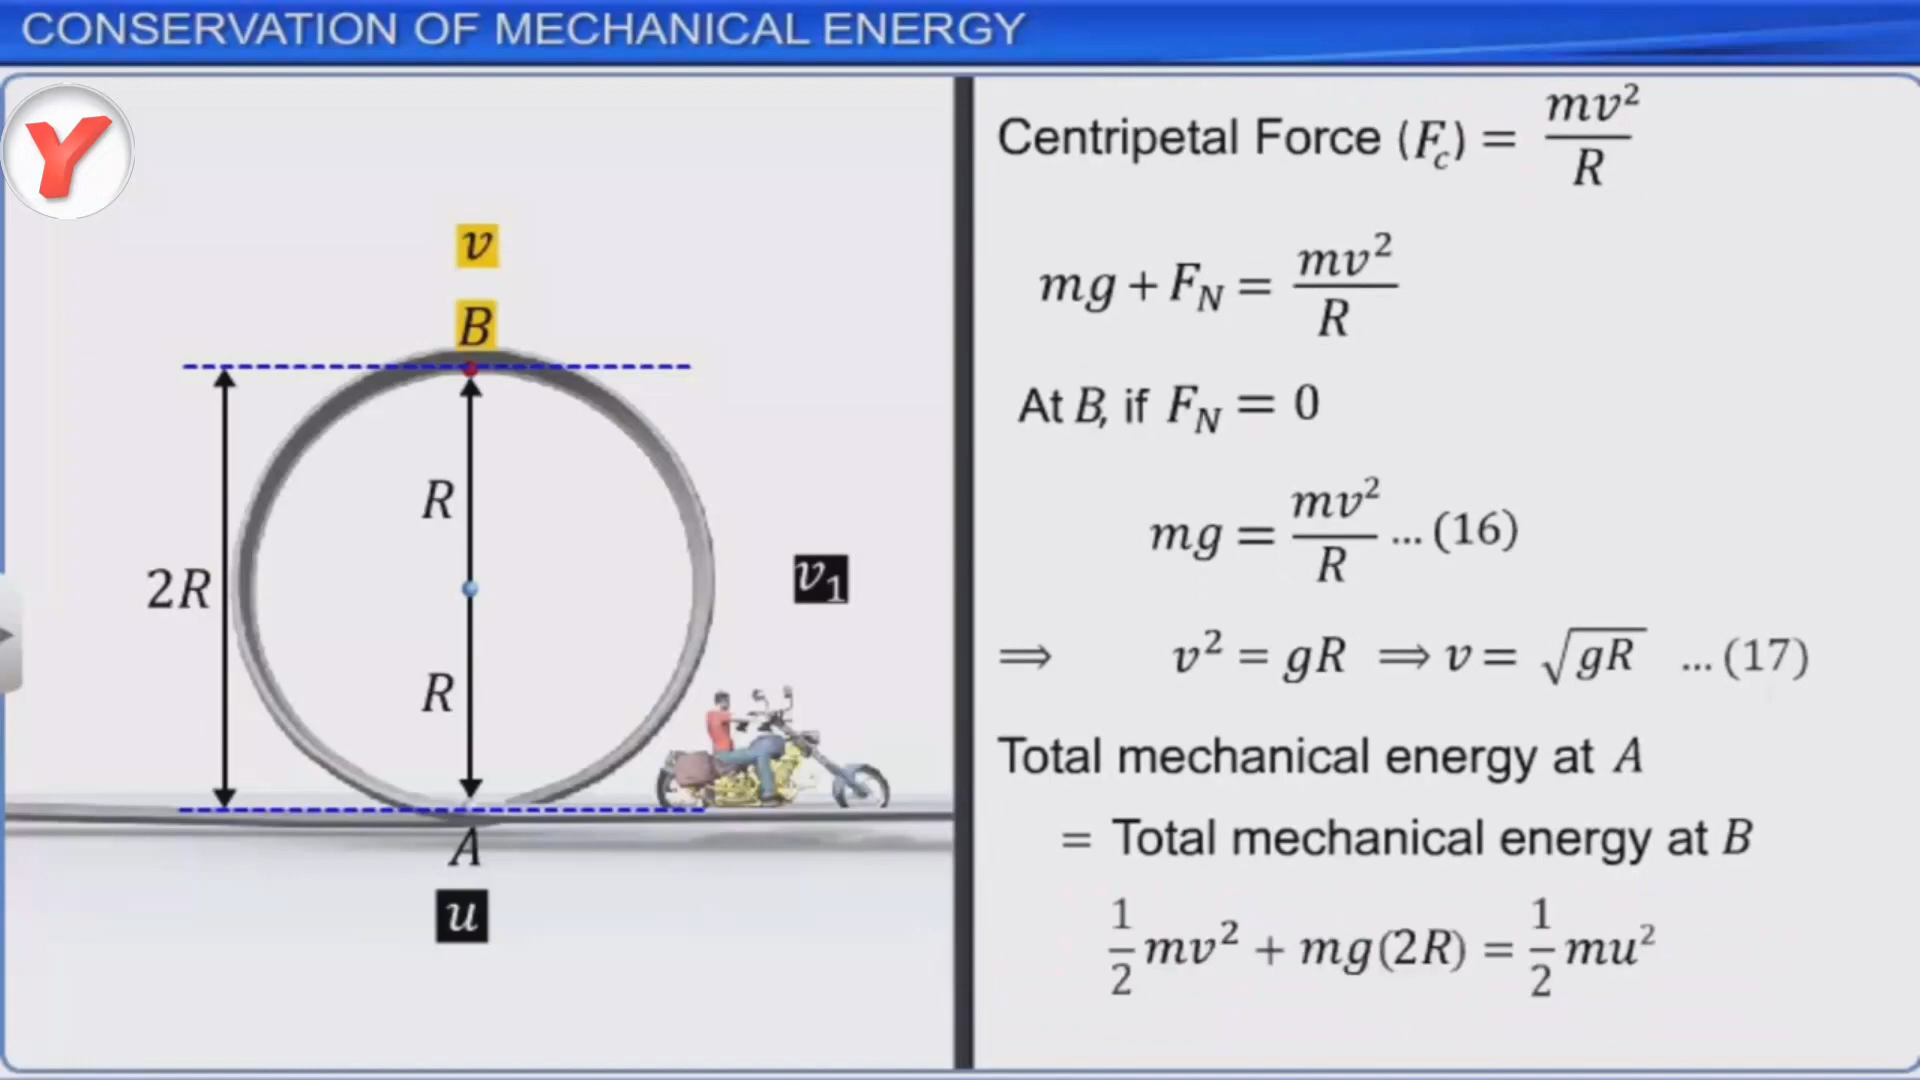 CONSERVATION OF MECHANICAL ENERGY
Y
v
B
R
2R
v₁
R
A
u
Centripetal Force (F_c) = mv²/R
mg + F_N = mv²/R
At B, if F_N = 0
mg = mv²/R ... (16)
⟹ v² = gR ⟹ v = √gR ... (17)
Total mechanical energy at A
= Total mechanical energy at B
1/2 mv² + mg(2R) = 1/2 mu²